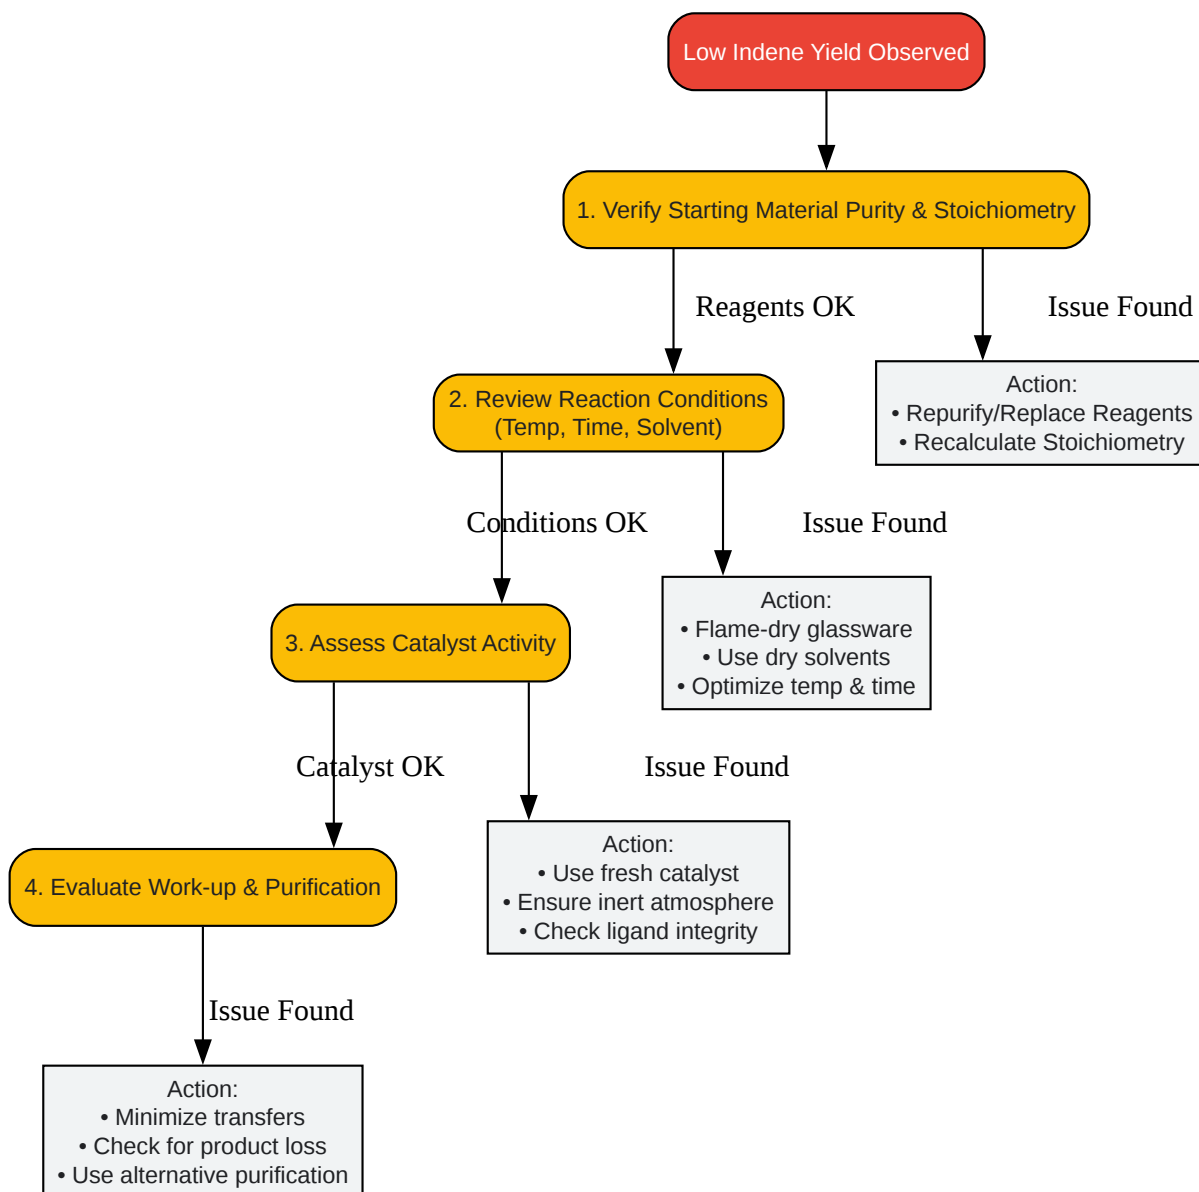 Low Indene Yield Observed
1. Verify Starting Material Purity & Stoichiometry
Reagents OK
Issue Found
Action:
• Repurify/Replace Reagents
• Recalculate Stoichiometry
2. Review Reaction Conditions
(Temp, Time, Solvent)
Conditions OK
Issue Found
Action:
• Flame-dry glassware
• Use dry solvents
• Optimize temp & time
3. Assess Catalyst Activity
Catalyst OK
Issue Found
Action:
• Use fresh catalyst
• Ensure inert atmosphere
• Check ligand integrity
4. Evaluate Work-up & Purification
Issue Found
Action:
• Minimize transfers
• Check for product loss
• Use alternative purification